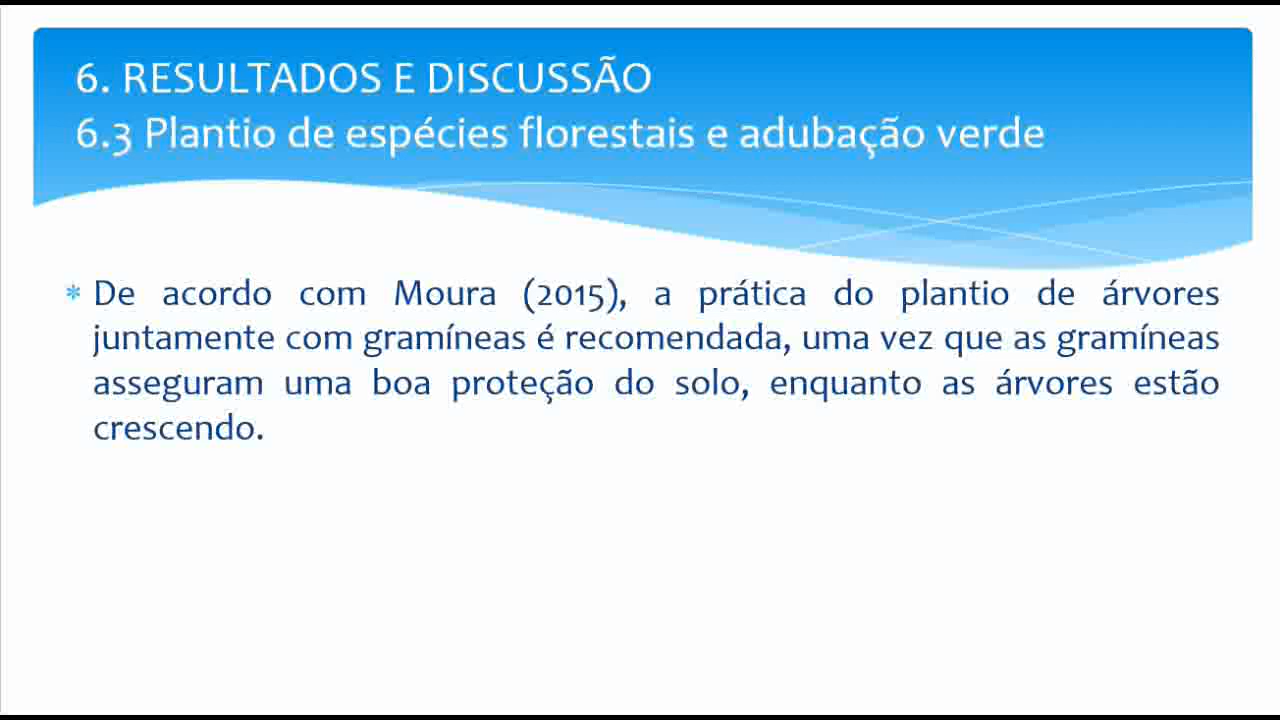 6. RESULTADOS E DISCUSSÃO
6.3 Plantio de espécies florestais e adubação verde
* De acordo com Moura (2015), a prática do plantio de árvores
juntamente com gramíneas é recomendada, uma vez que as gramíneas
asseguram uma boa proteção do solo, enquanto as árvores estão
crescendo.